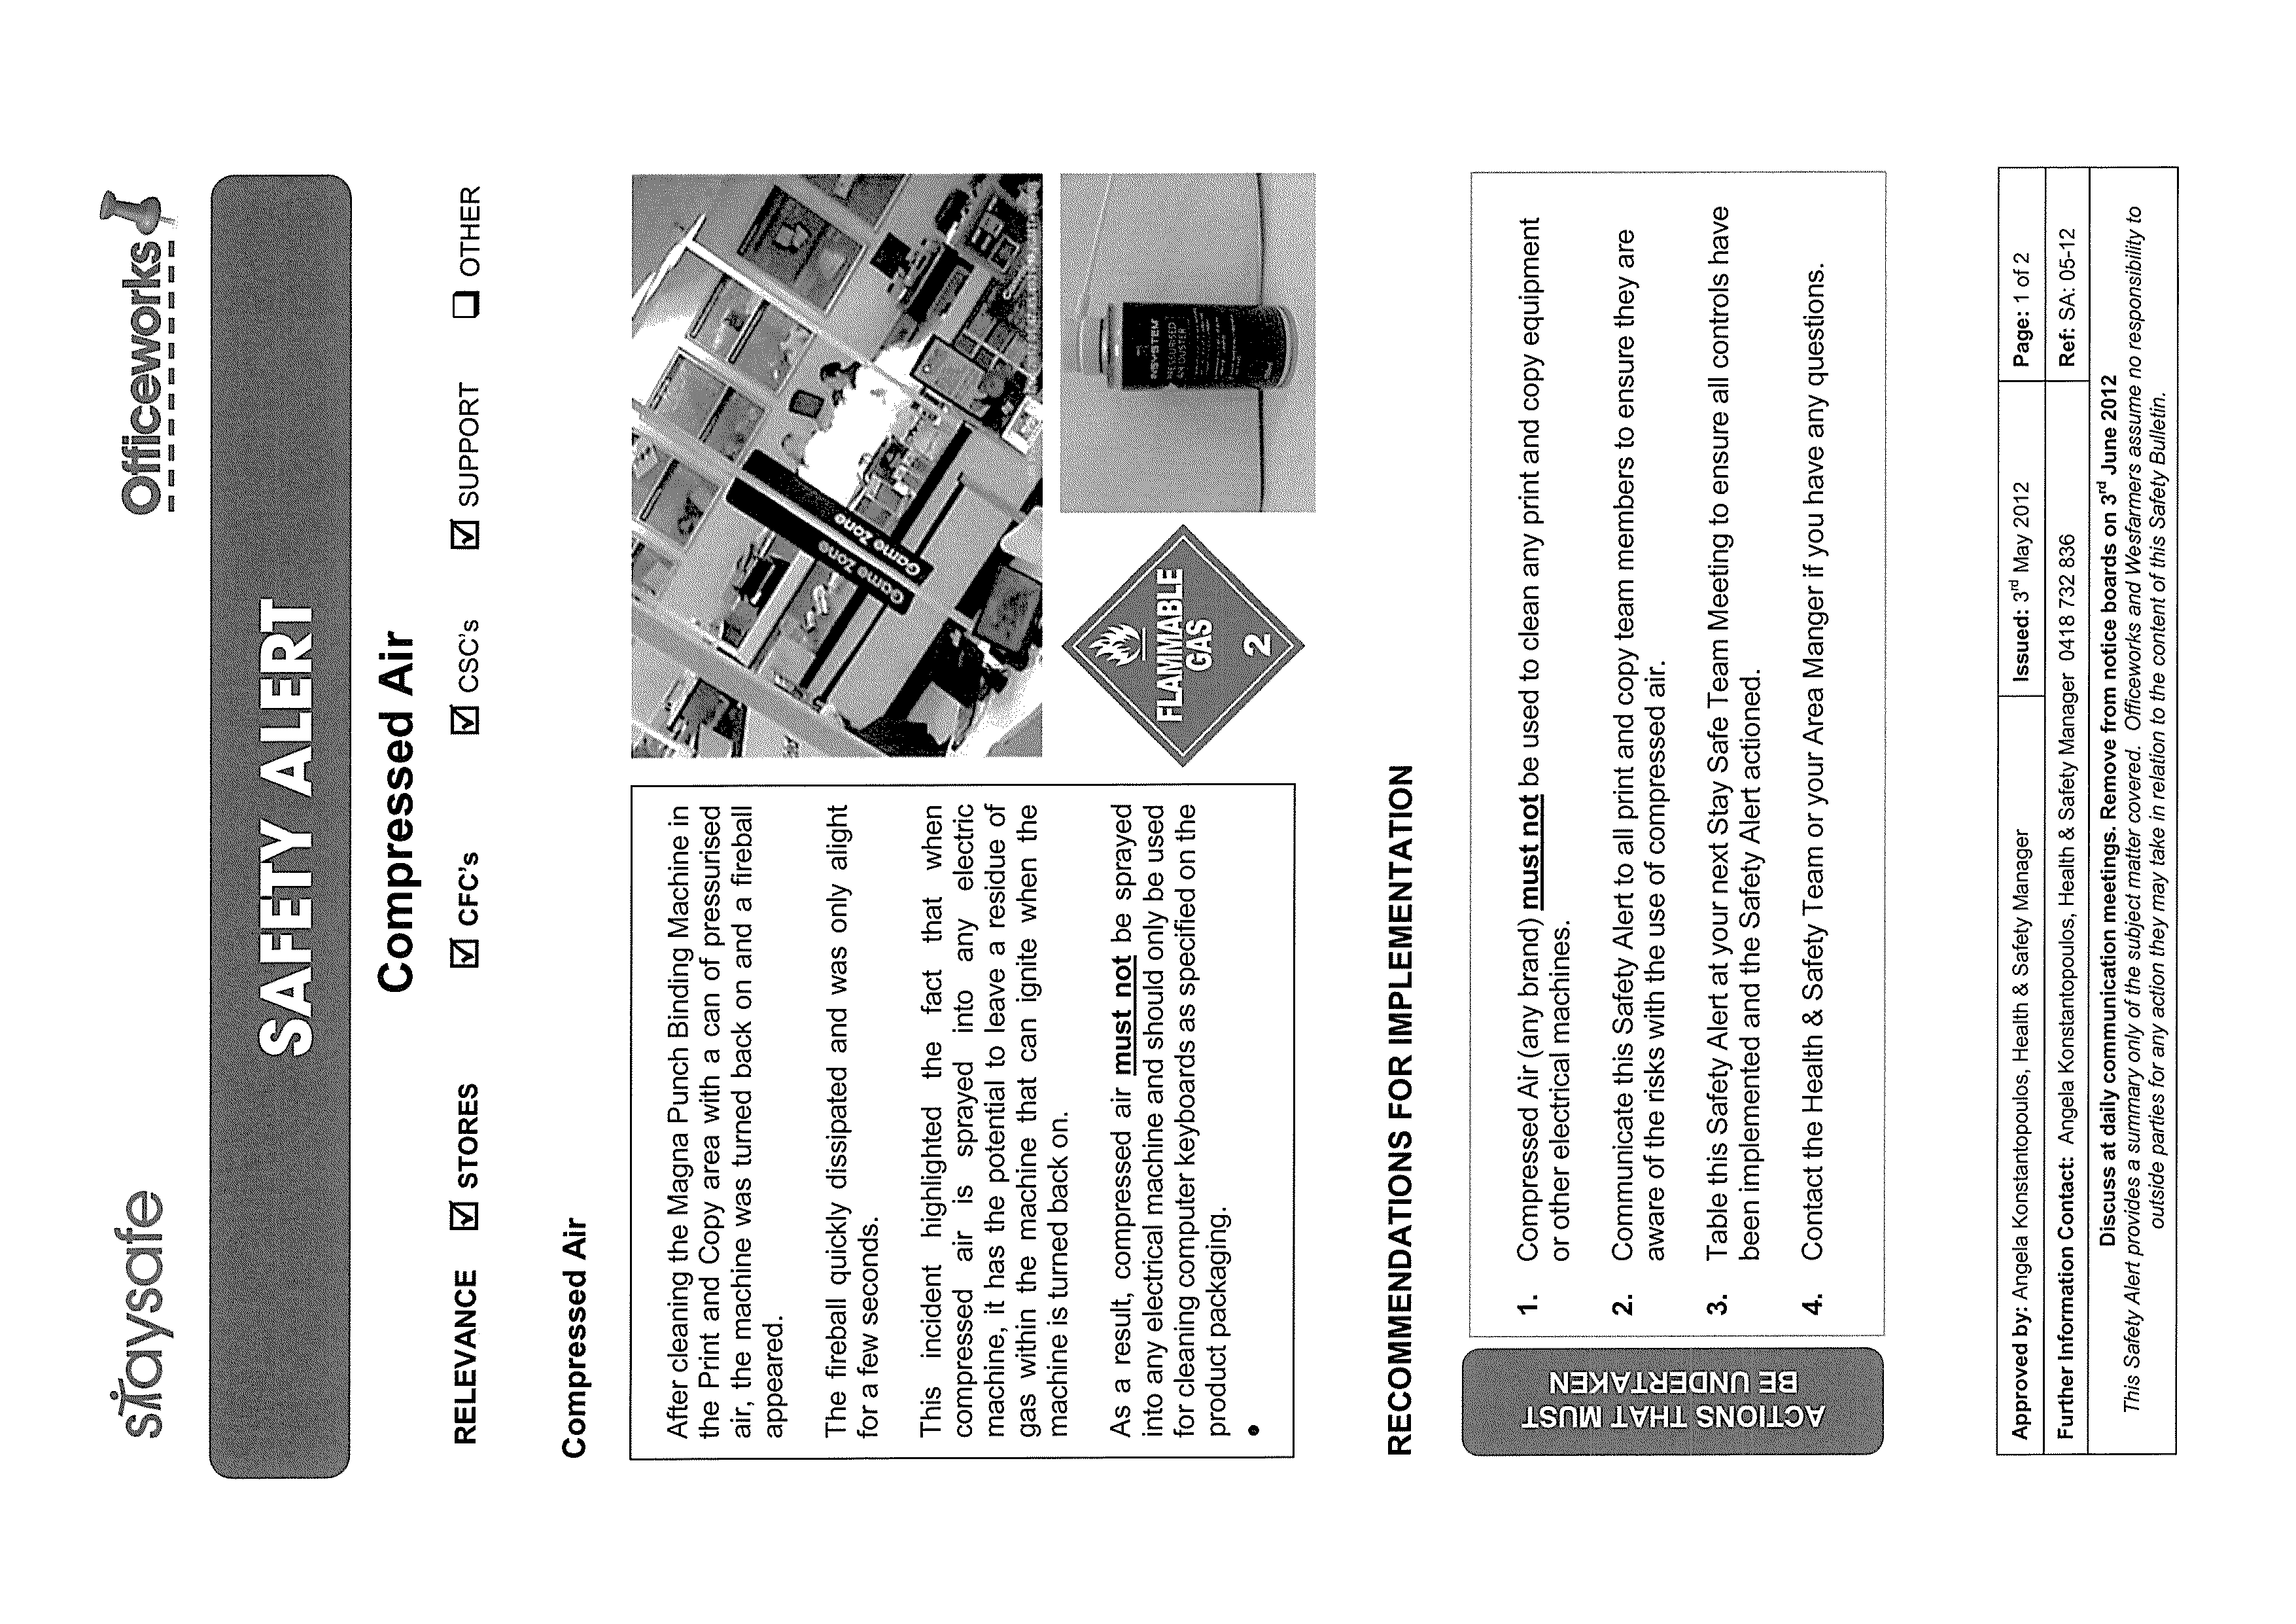 sTaysafe
Officeworks
SAFETY ALERT
Compressed Air
RELEVANCE ☑ STORES ☑ CFC's ☑ CSC's ☑ SUPPORT ❑ OTHER
Compressed Air
After cleaning the Magna Punch Binding Machine in
the Print and Copy area with a can of pressurised
air, the machine was turned back on and a fireball
appeared.
The fireball quickly dissipated and was only alight
for a few seconds.
This incident highlighted the fact that when
compressed air is sprayed into any electric
machine, it has the potential to leave a residue of
gas within the machine that can ignite when the
machine is turned back on.
As a result, compressed air must not be sprayed
into any electrical machine and should only be used
for cleaning computer keyboards as specified on the
product packaging.
•
Game Zone
Game Zone
FLAMMABLE
GAS
2
PRESSURISED
AIR DUSTER
RECOMMENDATIONS FOR IMPLEMENTATION
ACTIONS THAT MUST
BE UNDERTAKEN
1. Compressed Air (any brand) must not be used to clean any print and copy equipment
or other electrical machines.
2. Communicate this Safety Alert to all print and copy team members to ensure they are
aware of the risks with the use of compressed air.
3. Table this Safety Alert at your next Stay Safe Team Meeting to ensure all controls have
been implemented and the Safety Alert actioned.
4. Contact the Health & Safety Team or your Area Manger if you have any questions.
Approved by: Angela Konstantopoulos, Health & Safety Manager Issued: 3rd May 2012 Page: 1 of 2
Further Information Contact: Angela Konstantopoulos, Health & Safety Manager 0418 732 836 Ref: SA: 05-12
Discuss at daily communication meetings. Remove from notice boards on 3rd June 2012
This Safety Alert provides a summary only of the subject matter covered. Officeworks and Wesfarmers assume no responsibility to
outside parties for any action they may take in relation to the content of this Safety Bulletin.